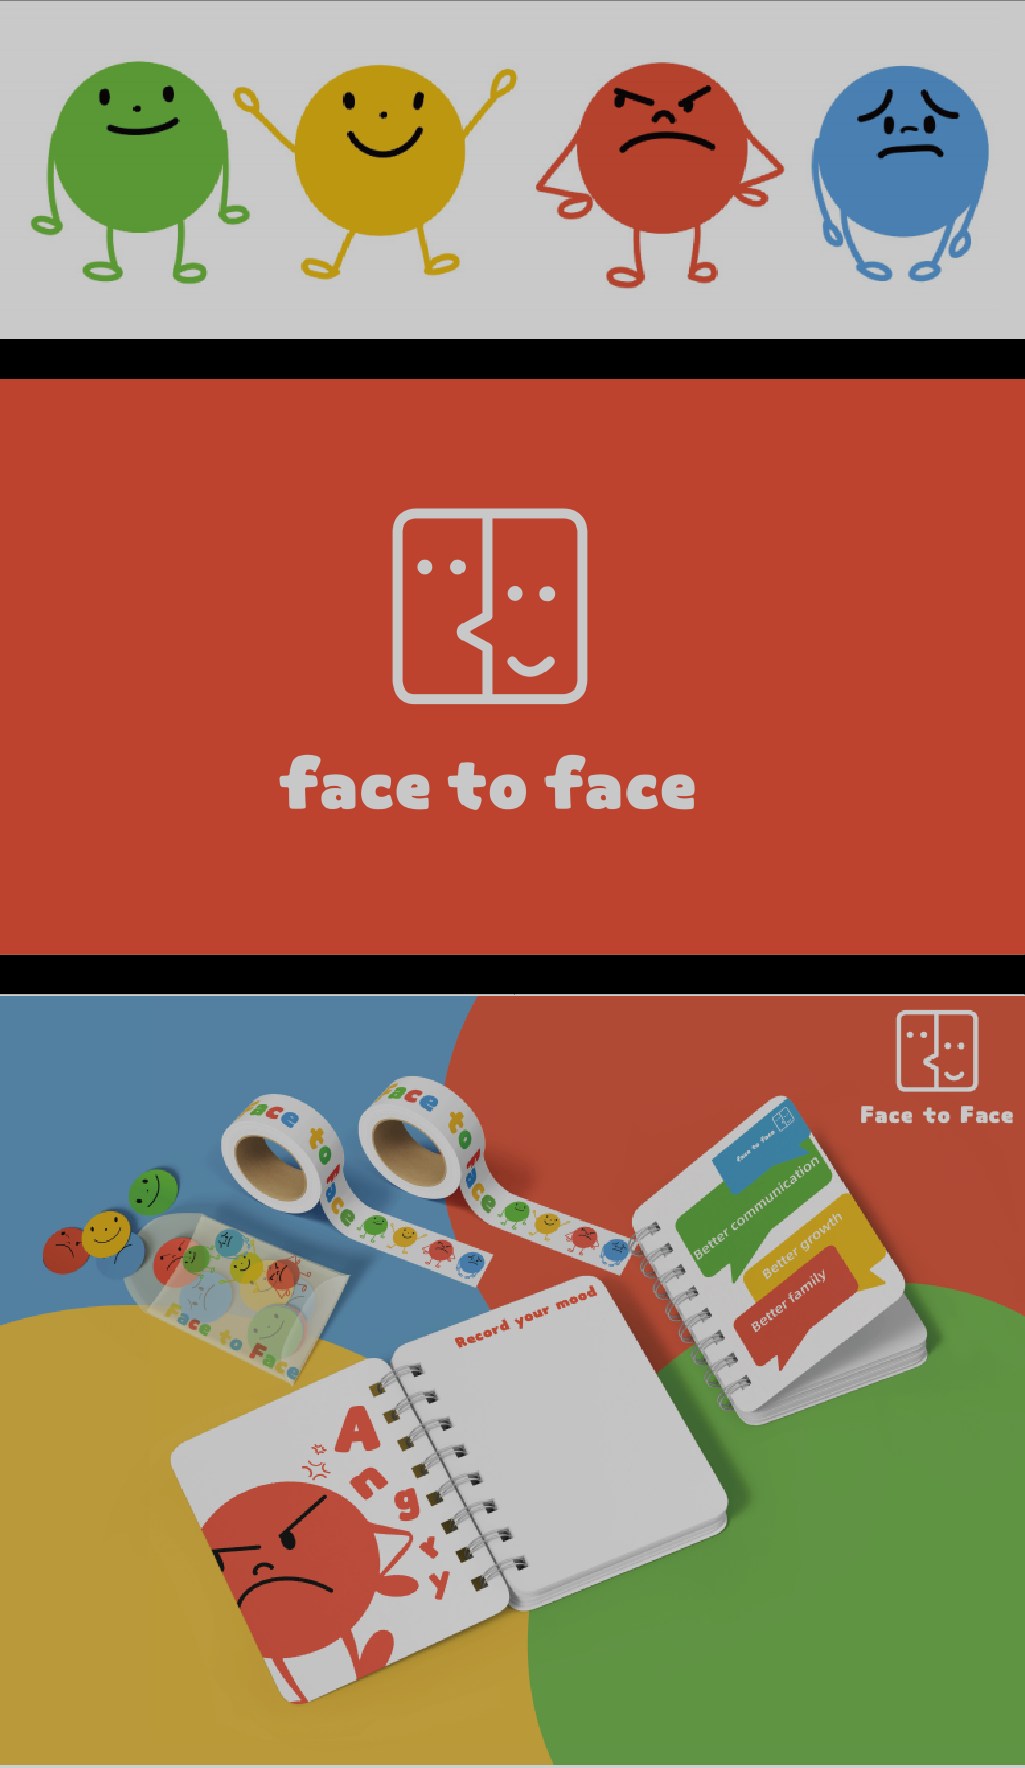 face to face
Face to Face
Face to Face
Face to Face
face to face
Better communication
Better growth
Better family
Face to Face
Record your mood
Angry